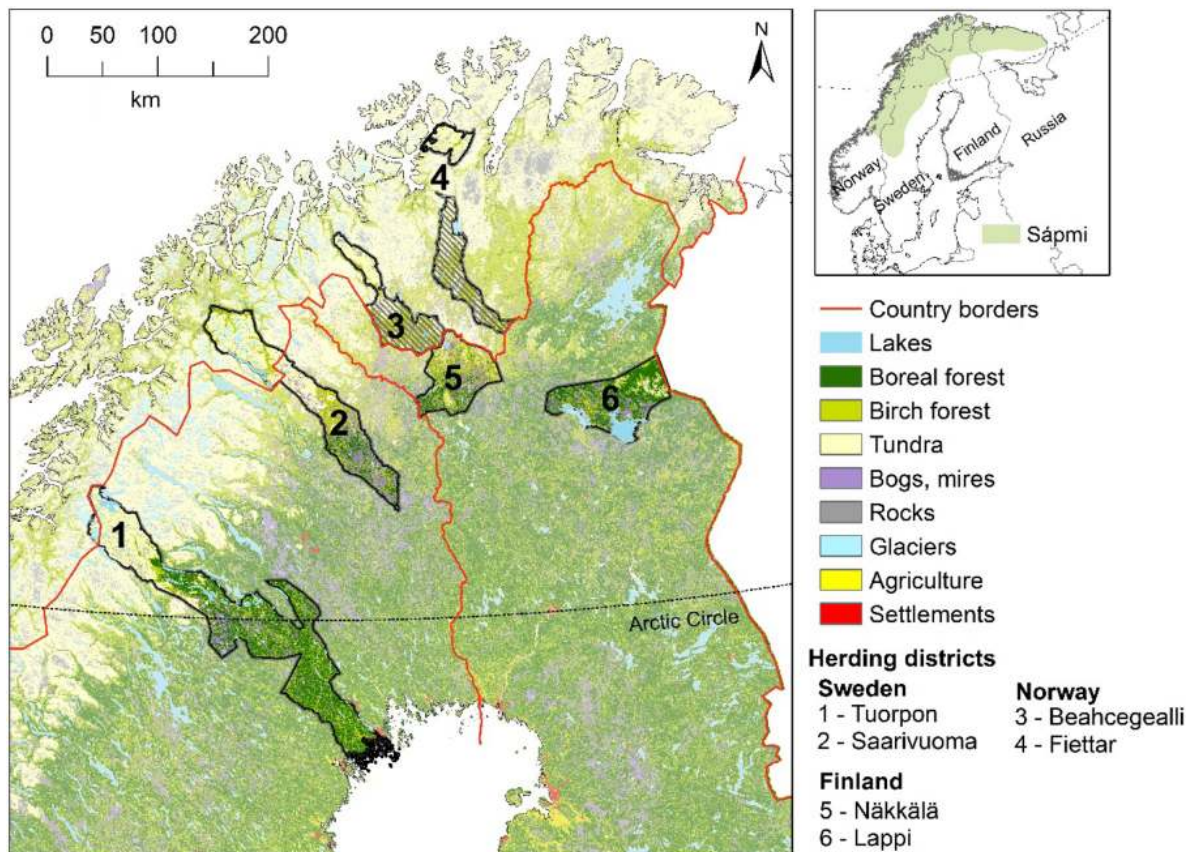 0 50 100 200
km
N
4
3
5
6
2
1
Arctic Circle
Norway
Sweden
Finland
Russia
Sápmi
Country borders
Lakes
Boreal forest
Birch forest
Tundra
Bogs, mires
Rocks
Glaciers
Agriculture
Settlements
Herding districts
Sweden
1 - Tuorpon
2 - Saarivuoma
Norway
3 - Beahcegealli
4 - Fiettar
Finland
5 - Näkkälä
6 - Lappi